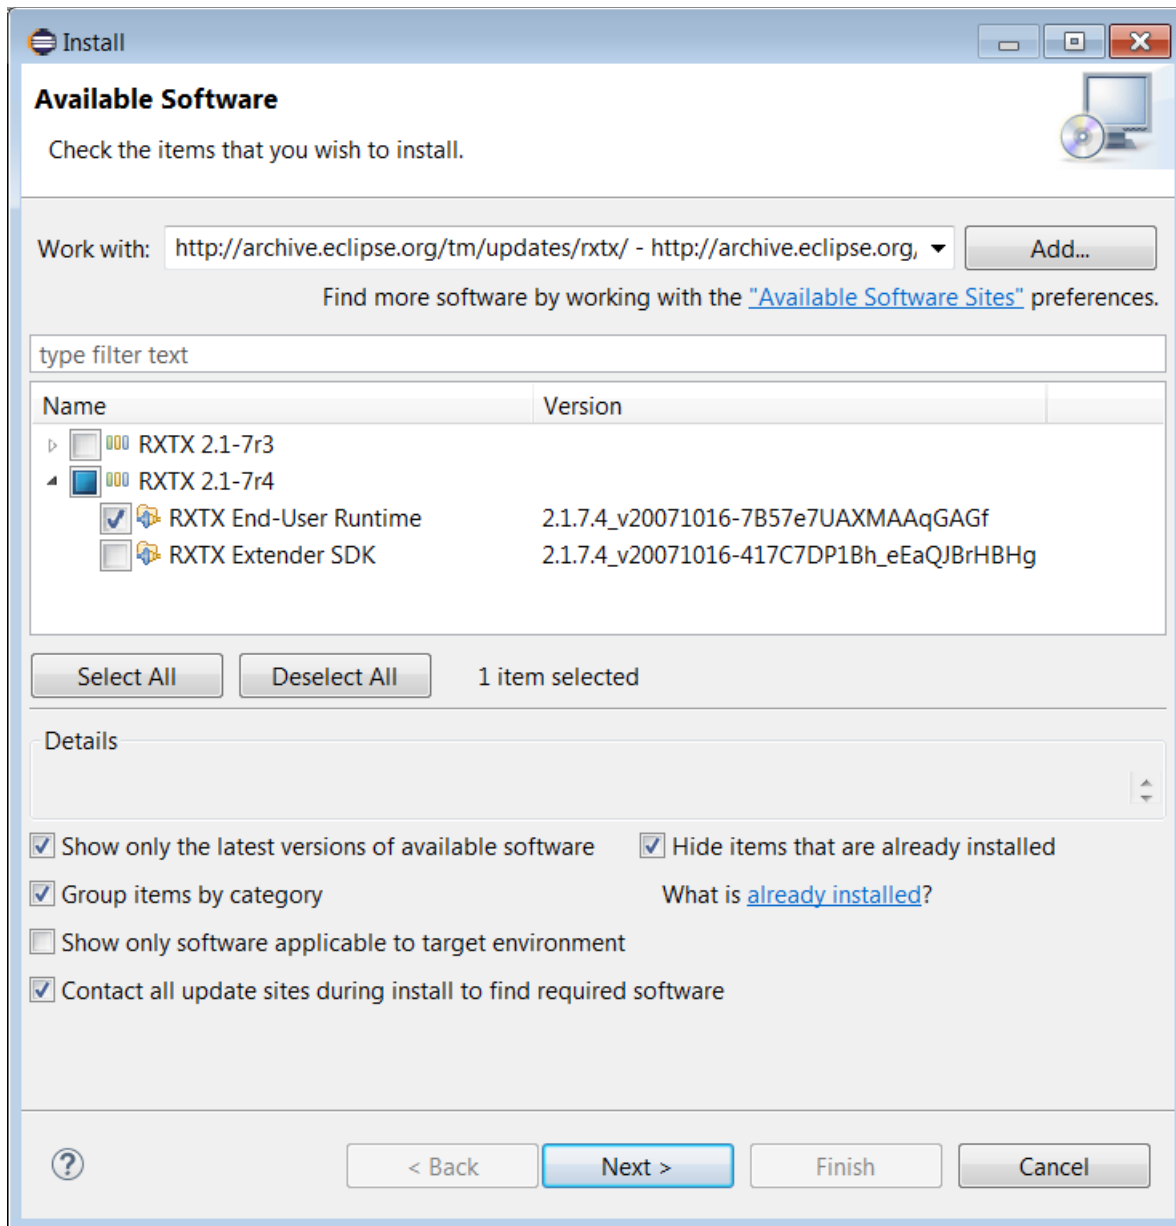 Install
Available Software
Check the items that you wish to install.
Work with: http://archive.eclipse.org/tm/updates/rxtx/ - http://archive.eclipse.org, Add...
Find more software by working with the "Available Software Sites" preferences.
type filter text
Name Version
RXTX 2.1-7r3
RXTX 2.1-7r4
RXTX End-User Runtime 2.1.7.4_v20071016-7B57e7UAXMAAqGAGf
RXTX Extender SDK 2.1.7.4_v20071016-417C7DP1Bh_eEaQJBrHBHg
Select All Deselect All 1 item selected
Details
Show only the latest versions of available software Hide items that are already installed
Group items by category What is already installed?
Show only software applicable to target environment
Contact all update sites during install to find required software
? < Back Next > Finish Cancel